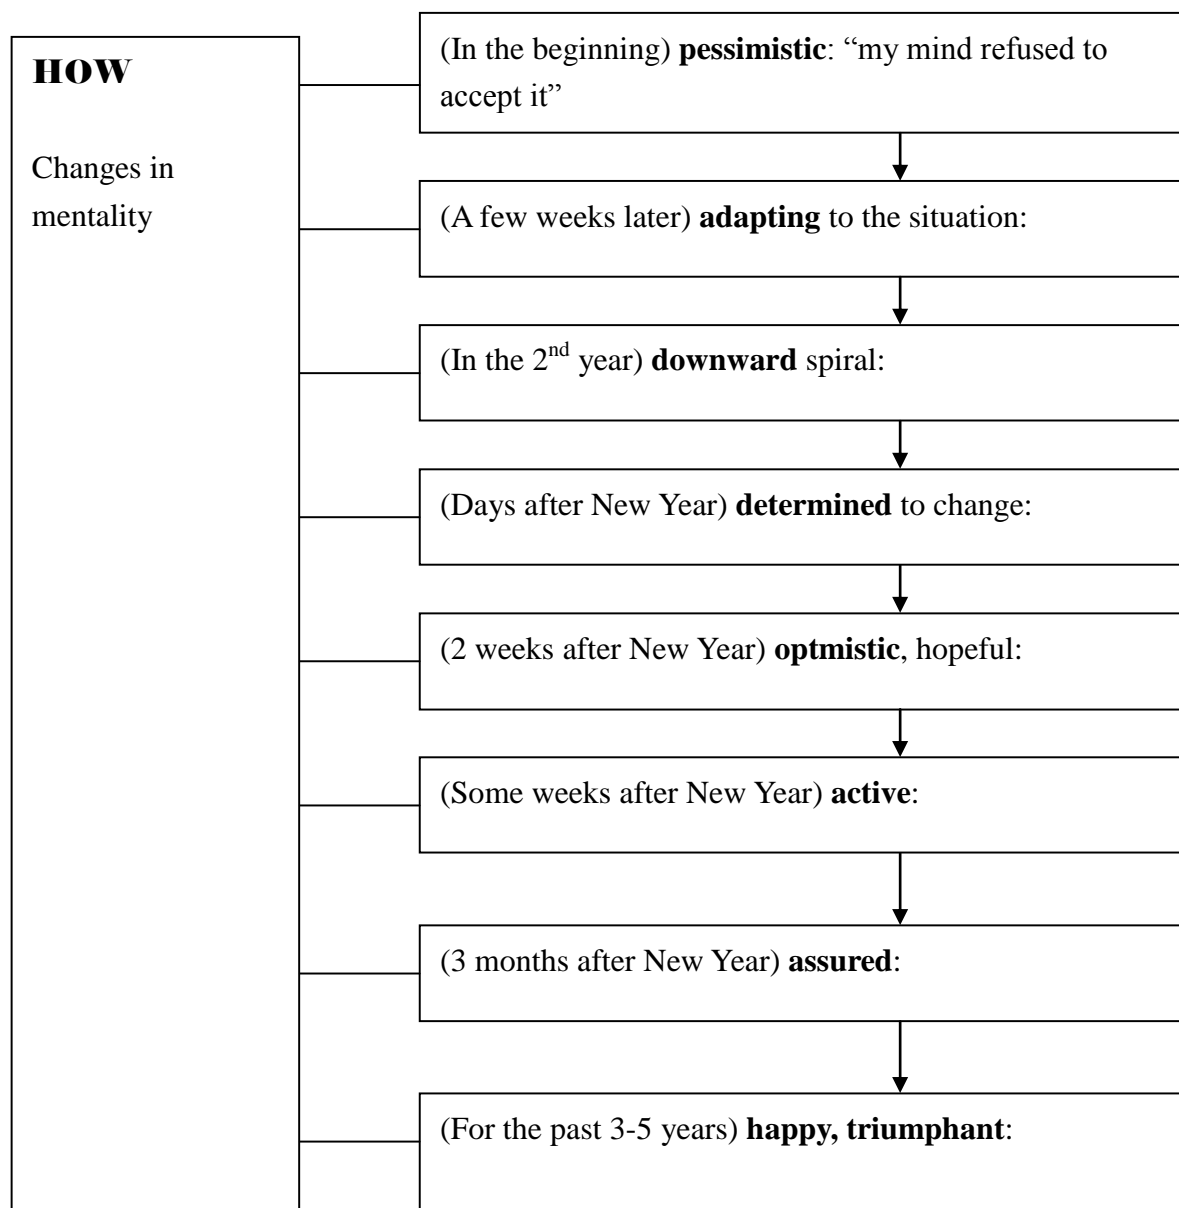 HOW
Changes in
mentality
(In the beginning) pessimistic: “my mind refused to
accept it”
(A few weeks later) adapting to the situation:
(In the 2nd year) downward spiral:
(Days after New Year) determined to change:
(2 weeks after New Year) optmistic, hopeful:
(Some weeks after New Year) active:
(3 months after New Year) assured:
(For the past 3-5 years) happy, triumphant: